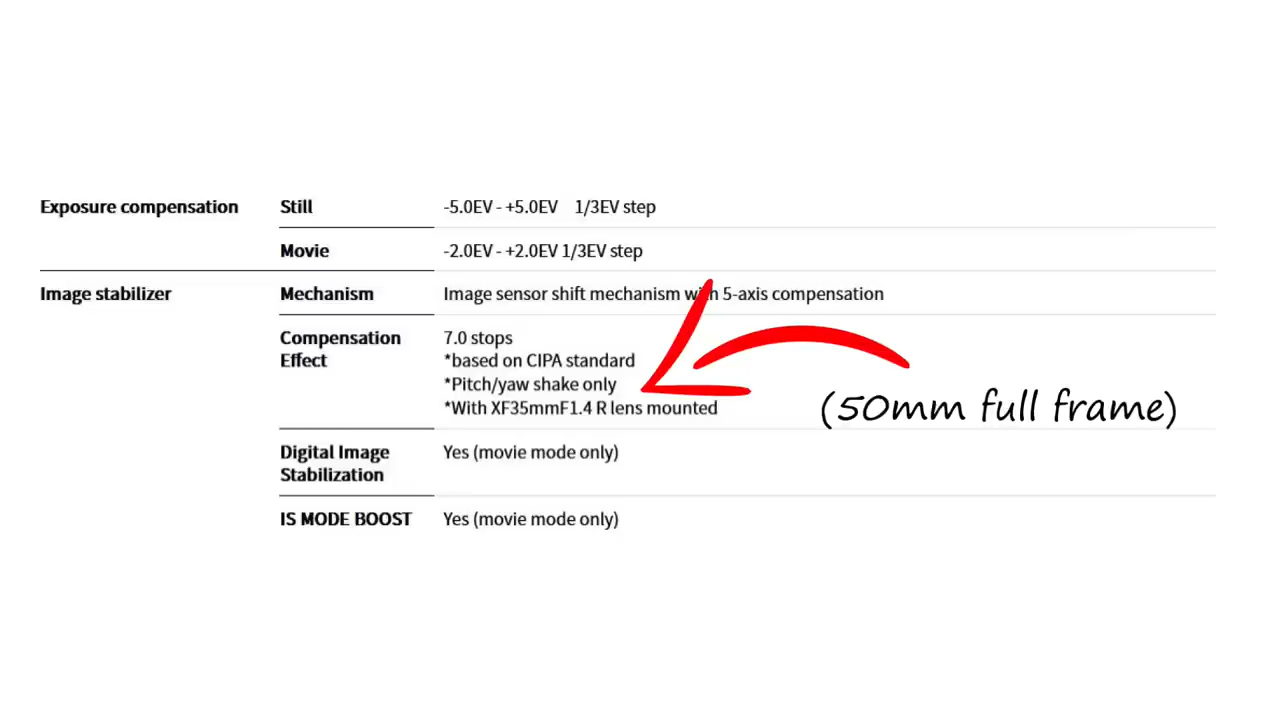 Exposure compensation Still -5.0EV - +5.0EV 1/3EV step
Movie -2.0EV - +2.0EV 1/3EV step
Image stabilizer Mechanism Image sensor shift mechanism with 5-axis compensation
Compensation 7.0 stops
Effect *based on CIPA standard
*Pitch/yaw shake only
*With XF35mmF1.4 R lens mounted (50mm full frame)
Digital Image Yes (movie mode only)
Stabilization
IS MODE BOOST Yes (movie mode only)